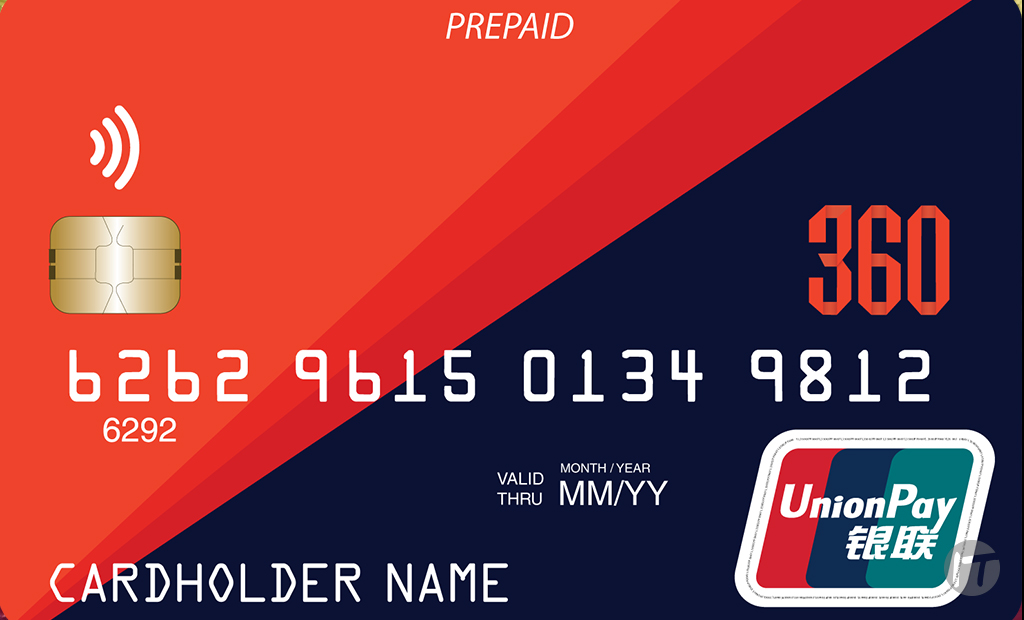 PREPAID
360
6262 9615 0134 9812
6292
VALID THRU
MONTH / YEAR
MM/YY
UnionPay
银联
CARDHOLDER NAME